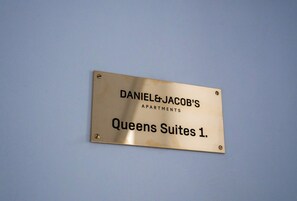 DANIEL&JACOB'S
APARTMENTS
Queens Suites 1.